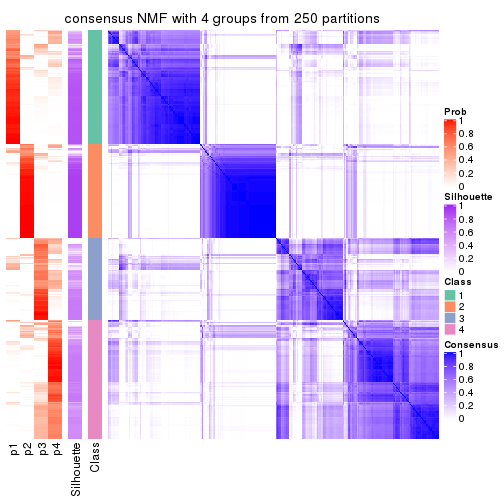 consensus NMF with 4 groups from 250 partitions
Prob
1
0.8
0.6
0.4
0.2
0
Silhouette
1
0.8
0.6
0.4
0.2
0
Class
1
2
3
4
Consensus
1
0.8
0.6
0.4
0.2
0
p1
p2
p3
p4
Silhouette
Class